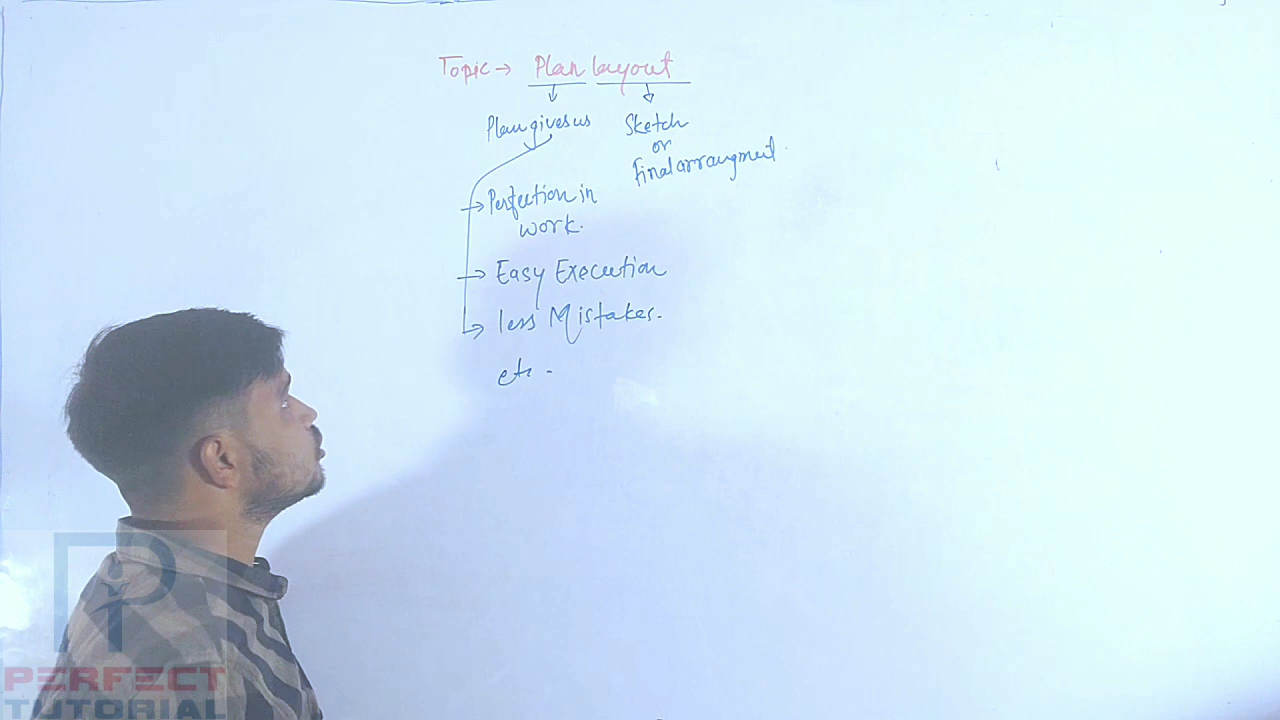 Topic → Plan layout
Plan gives us
Sketch
or
Final arrangment
Perfection in
work.
Easy Execution
less Mistakes.
etc.
PERFECT
TUTORIAL